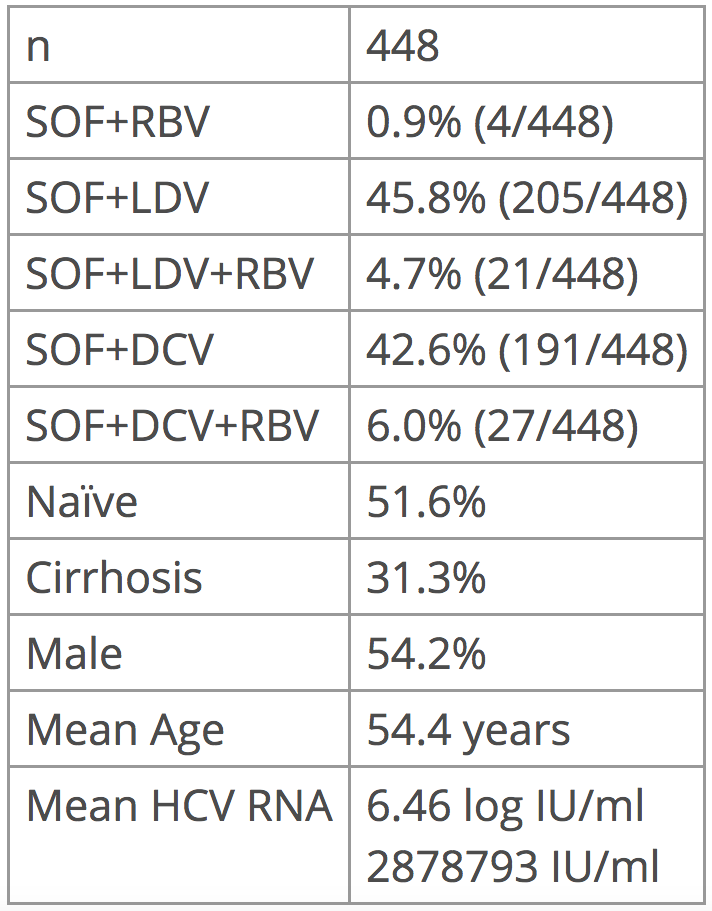 n 448
SOF+RBV 0.9% (4/448)
SOF+LDV 45.8% (205/448)
SOF+LDV+RBV 4.7% (21/448)
SOF+DCV 42.6% (191/448)
SOF+DCV+RBV 6.0% (27/448)
Naïve 51.6%
Cirrhosis 31.3%
Male 54.2%
Mean Age 54.4 years
Mean HCV RNA 6.46 log IU/ml
2878793 IU/ml